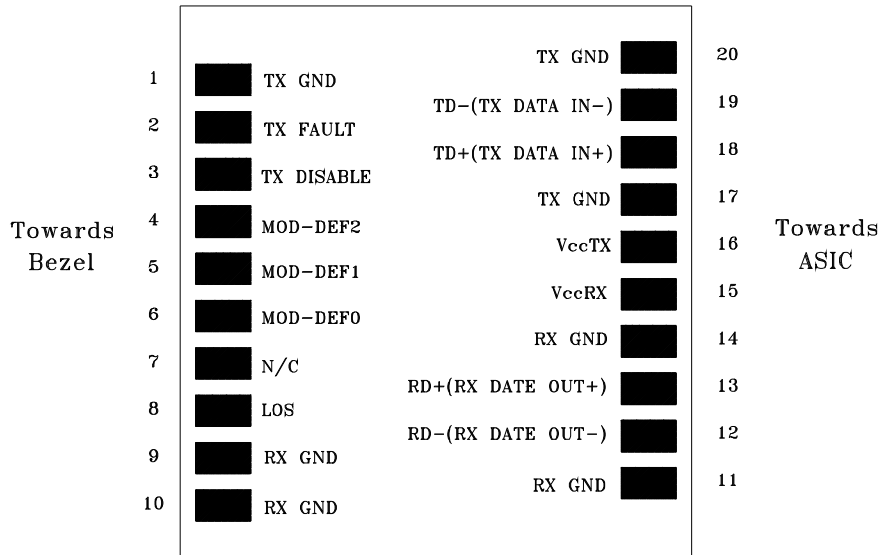 Towards
Bezel
1 TX GND
2 TX FAULT
3 TX DISABLE
4 MOD-DEF2
5 MOD-DEF1
6 MOD-DEF0
7 N/C
8 LOS
9 RX GND
10 RX GND
TX GND 20
TD-(TX DATA IN-) 19
TD+(TX DATA IN+) 18
TX GND 17
VccTX 16
VccRX 15
RX GND 14
RD+(RX DATE OUT+) 13
RD-(RX DATE OUT-) 12
RX GND 11
Towards
ASIC